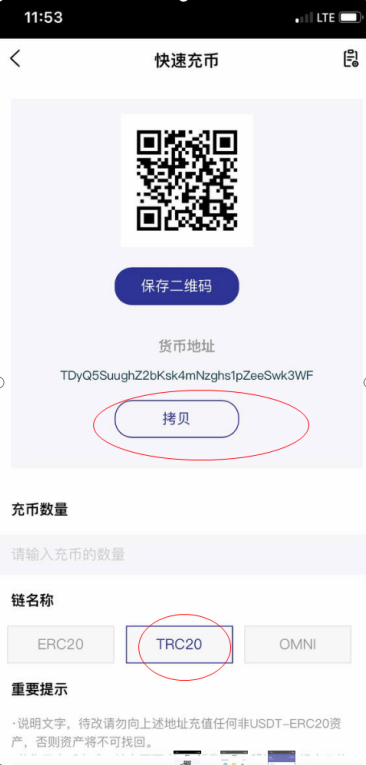 11:53
LTE
快速充币
保存二维码
货币地址
TDyQ5SuughZ2bKsk4mNzghs1pZeeSwk3WF
拷贝
充币数量
请输入充币的数量
链名称
ERC20 TRC20 OMNI
重要提示
·说明文字，待改请勿向上述地址充值任何非USDT-ERC20资
产，否则资产将不可找回。